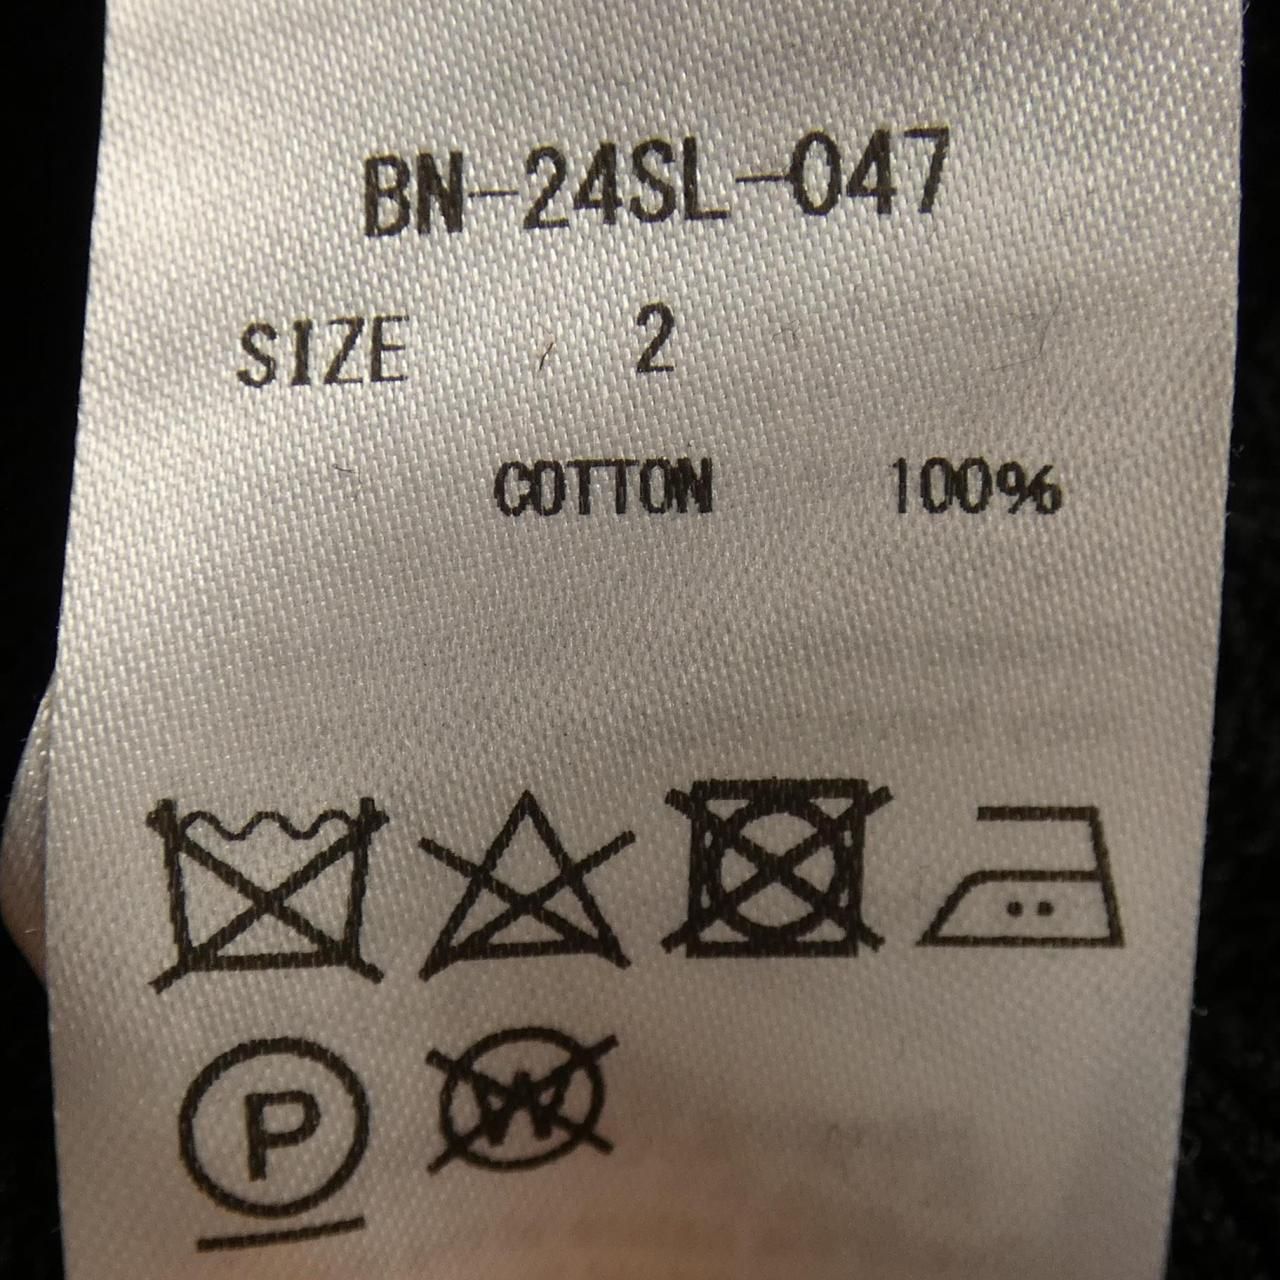 BN-24SL-047
SIZE 2
COTTON 100%
P
W